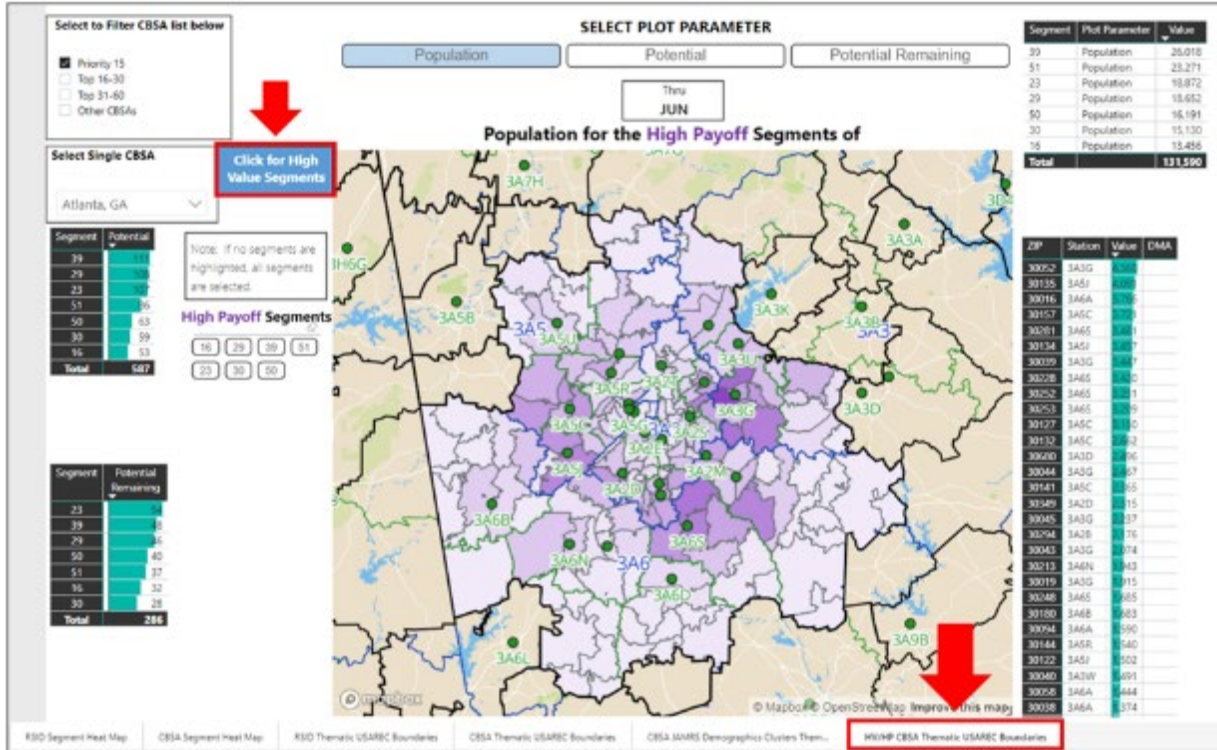 Select to Filter CBSA list below
Priority 15
Top 16-30
Top 31-60
Other CBSAs
Select Single CBSA
Atlanta, GA
Click for High
Value Segments
SELECT PLOT PARAMETER
Population
Potential
Potential Remaining
Thru
JUN
Population for the High Payoff Segments of
Segment Plot Parameter Value
39 Population 26,018
51 Population 23,271
23 Population 18,872
29 Population 18,652
50 Population 16,191
30 Population 15,130
16 Population 13,456
Total 131,590
Segment Potential
39
29
23
51
50 63
30 59
16 53
Total 587
Note: If no segments are
highlighted, all segments
are selected.
High Payoff Segments
16 29 39 51
23 30 50
Segment Potential
Remaining
23
39
29
50 40
51 37
16 32
30 28
Total 286
3A7H
3A3A
3A5B
3A5
3A5U
3A3K
3A3B
3A3
3A3U
3A5R
3A2T
3A3D
3A3G
3A5C
3A5G
3A2S
3A2E
3A5J
3A2D
3A2M
3A6B
3A6S
3A6N
3A6
3A6D
3A6L
3A9B
mapbox
© Mapbox © OpenStreetMap Improve this map
ZIP Station Value DMA
30052 3A3G
30135 3A5J
30016 3A6A
30157 3A5C
30281 3A6S
30134 3A5J
30039 3A3G
30228 3A6S
30252 3A6S
30253 3A6S
30127 3A5C
30132 3A5C
30680 3A3D
30044 3A3G
30141 3A5C
30349 3A2D
30045 3A3G
30294 3A2B
30043 3A3G
30213 3A6N
30019 3A3G
30248 3A6S
30180 3A6B
30094 3A6A
30144 3A5R
30122 3A5J
30040 3A3W
30058 3A6A
30038 3A6A
RSID Segment Heat Map
CBSA Segment Heat Map
RSID Thematic USAREC Boundaries
CBSA Thematic USAREC Boundaries
CBSA JAMRS Demographics Clusters Them...
HV/HP CBSA Thematic USAREC Boundaries